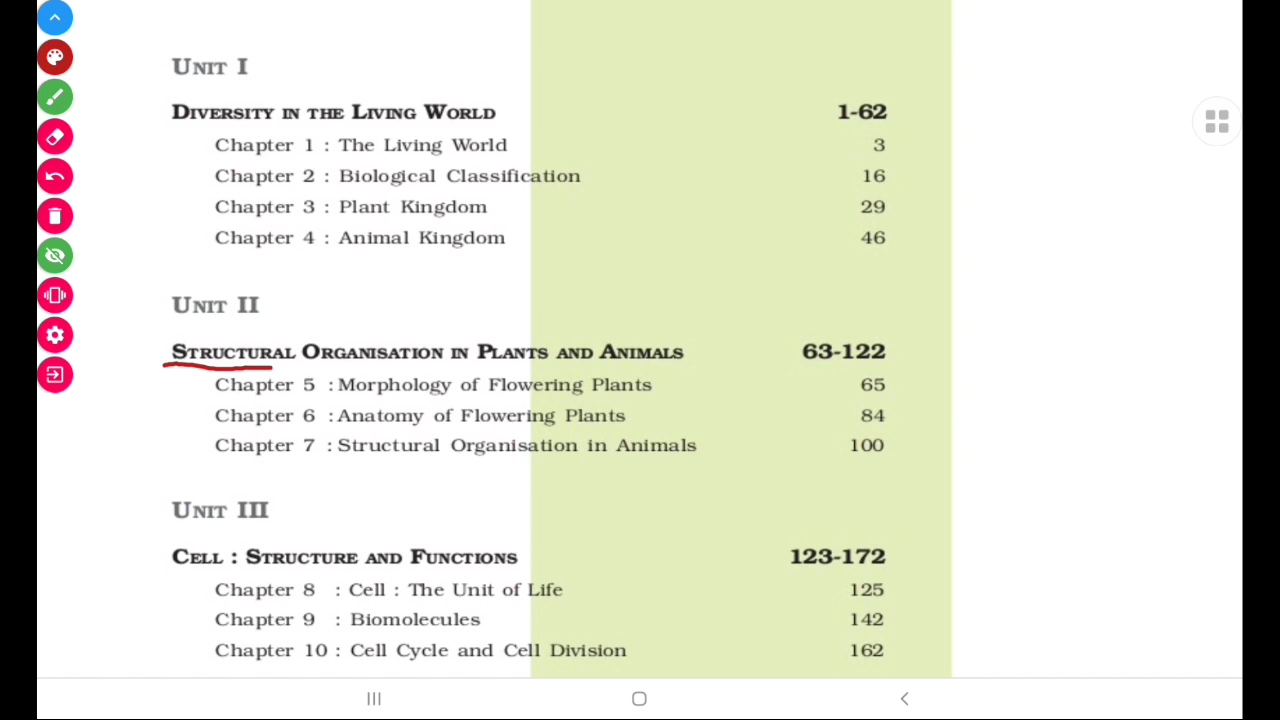 UNIT I
DIVERSITY IN THE LIVING WORLD 1-62
Chapter 1 : The Living World 3
Chapter 2 : Biological Classification 16
Chapter 3 : Plant Kingdom 29
Chapter 4 : Animal Kingdom 46
UNIT II
STRUCTURAL ORGANISATION IN PLANTS AND ANIMALS 63-122
Chapter 5 : Morphology of Flowering Plants 65
Chapter 6 : Anatomy of Flowering Plants 84
Chapter 7 : Structural Organisation in Animals 100
UNIT III
CELL : STRUCTURE AND FUNCTIONS 123-172
Chapter 8 : Cell : The Unit of Life 125
Chapter 9 : Biomolecules 142
Chapter 10 : Cell Cycle and Cell Division 162